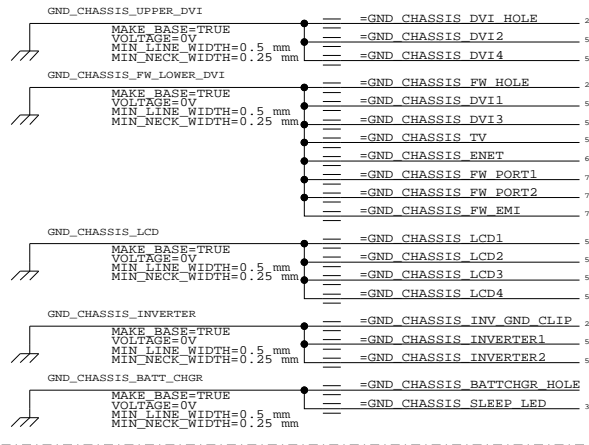 GND_CHASSIS_UPPER_DVI
MAKE_BASE=TRUE
VOLTAGE=0V
MIN_LINE_WIDTH=0.5 mm
MIN_NECK_WIDTH=0.25 mm
=GND_CHASSIS_DVI_HOLE 2
=GND_CHASSIS_DVI2 5
=GND_CHASSIS_DVI4 5
GND_CHASSIS_FW_LOWER_DVI
MAKE_BASE=TRUE
VOLTAGE=0V
MIN_LINE_WIDTH=0.5 mm
MIN_NECK_WIDTH=0.25 mm
=GND_CHASSIS_FW_HOLE 2
=GND_CHASSIS_DVI1 5
=GND_CHASSIS_DVI3 5
=GND_CHASSIS_TV 5
=GND_CHASSIS_ENET 6
=GND_CHASSIS_FW_PORT1 7
=GND_CHASSIS_FW_PORT2 7
=GND_CHASSIS_FW_EMI 7
GND_CHASSIS_LCD
MAKE_BASE=TRUE
VOLTAGE=0V
MIN_LINE_WIDTH=0.5 mm
MIN_NECK_WIDTH=0.25 mm
=GND_CHASSIS_LCD1 5
=GND_CHASSIS_LCD2 5
=GND_CHASSIS_LCD3 5
=GND_CHASSIS_LCD4 5
GND_CHASSIS_INVERTER
MAKE_BASE=TRUE
VOLTAGE=0V
MIN_LINE_WIDTH=0.5 mm
MIN_NECK_WIDTH=0.25 mm
=GND_CHASSIS_INV_GND_CLIP 2
=GND_CHASSIS_INVERTER1 5
=GND_CHASSIS_INVERTER2 5
GND_CHASSIS_BATT_CHGR
MAKE_BASE=TRUE
VOLTAGE=0V
MIN_LINE_WIDTH=0.5 mm
MIN_NECK_WIDTH=0.25 mm
=GND_CHASSIS_BATTCHGR_HOLE
=GND_CHASSIS_SLEEP_LED 3